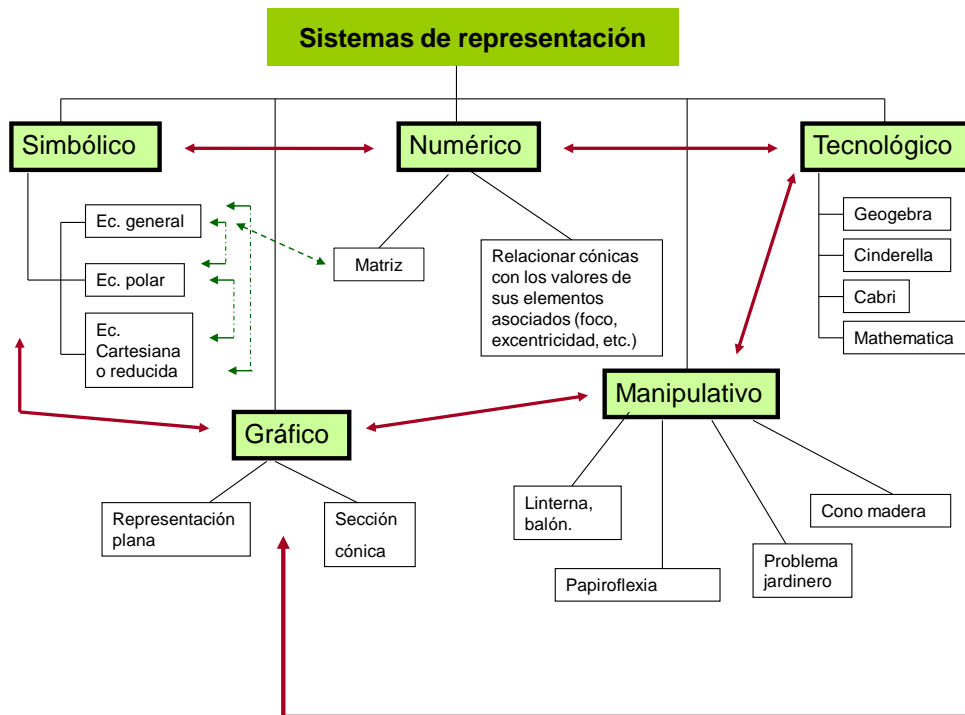 Sistemas de representación
Simbólico
Numérico
Tecnológico
Ec. general
Ec. polar
Ec.
Cartesiana
o reducida
Matriz
Relacionar cónicas
con los valores de
sus elementos
asociados (foco,
excentricidad, etc.)
Geogebra
Cinderella
Cabri
Mathematica
Gráfico
Manipulativo
Representación
plana
Sección
cónica
Linterna,
balón.
Papiroflexia
Problema
jardinero
Cono madera